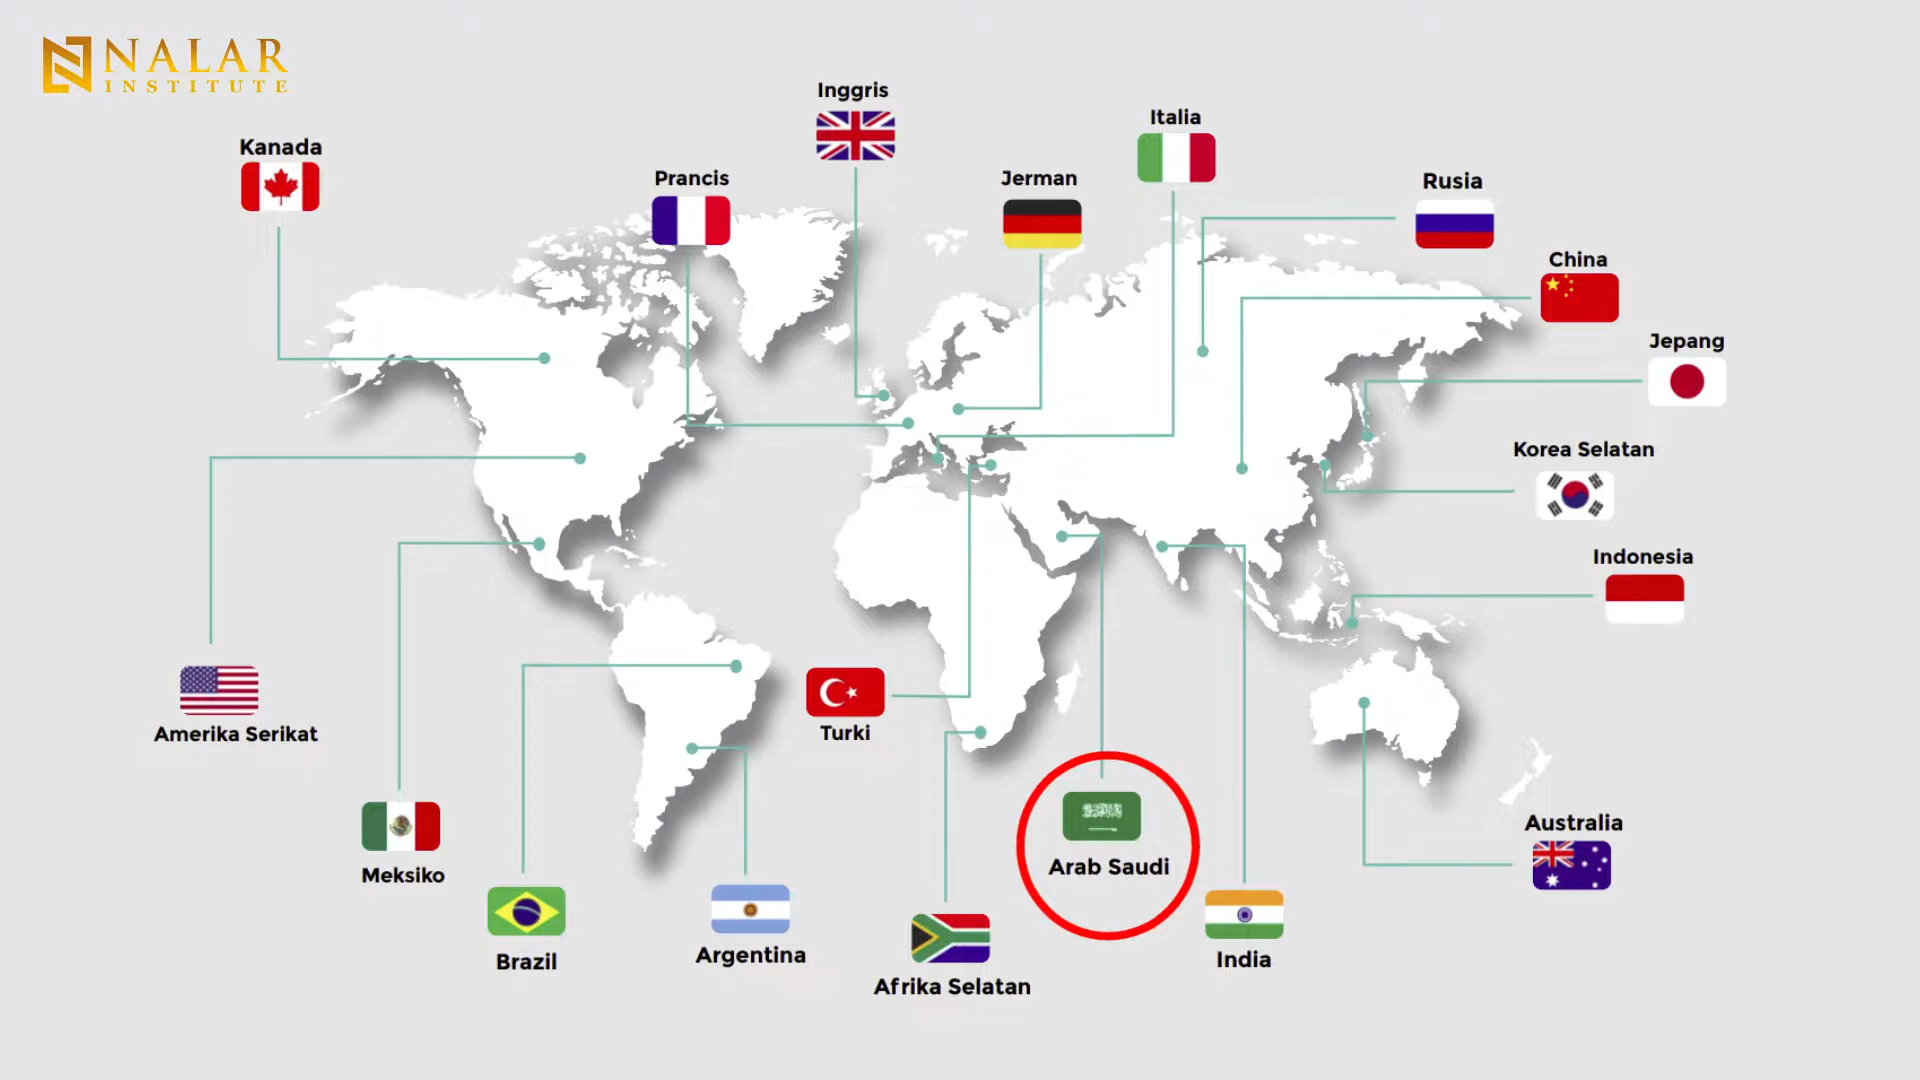 NALAR
INSTITUTE
Inggris
Italia
Kanada
Prancis
Jerman
Rusia
China
Jepang
Korea Selatan
Indonesia
Amerika Serikat
Turki
Meksiko
Australia
Arab Saudi
Brazil
Argentina
India
Afrika Selatan